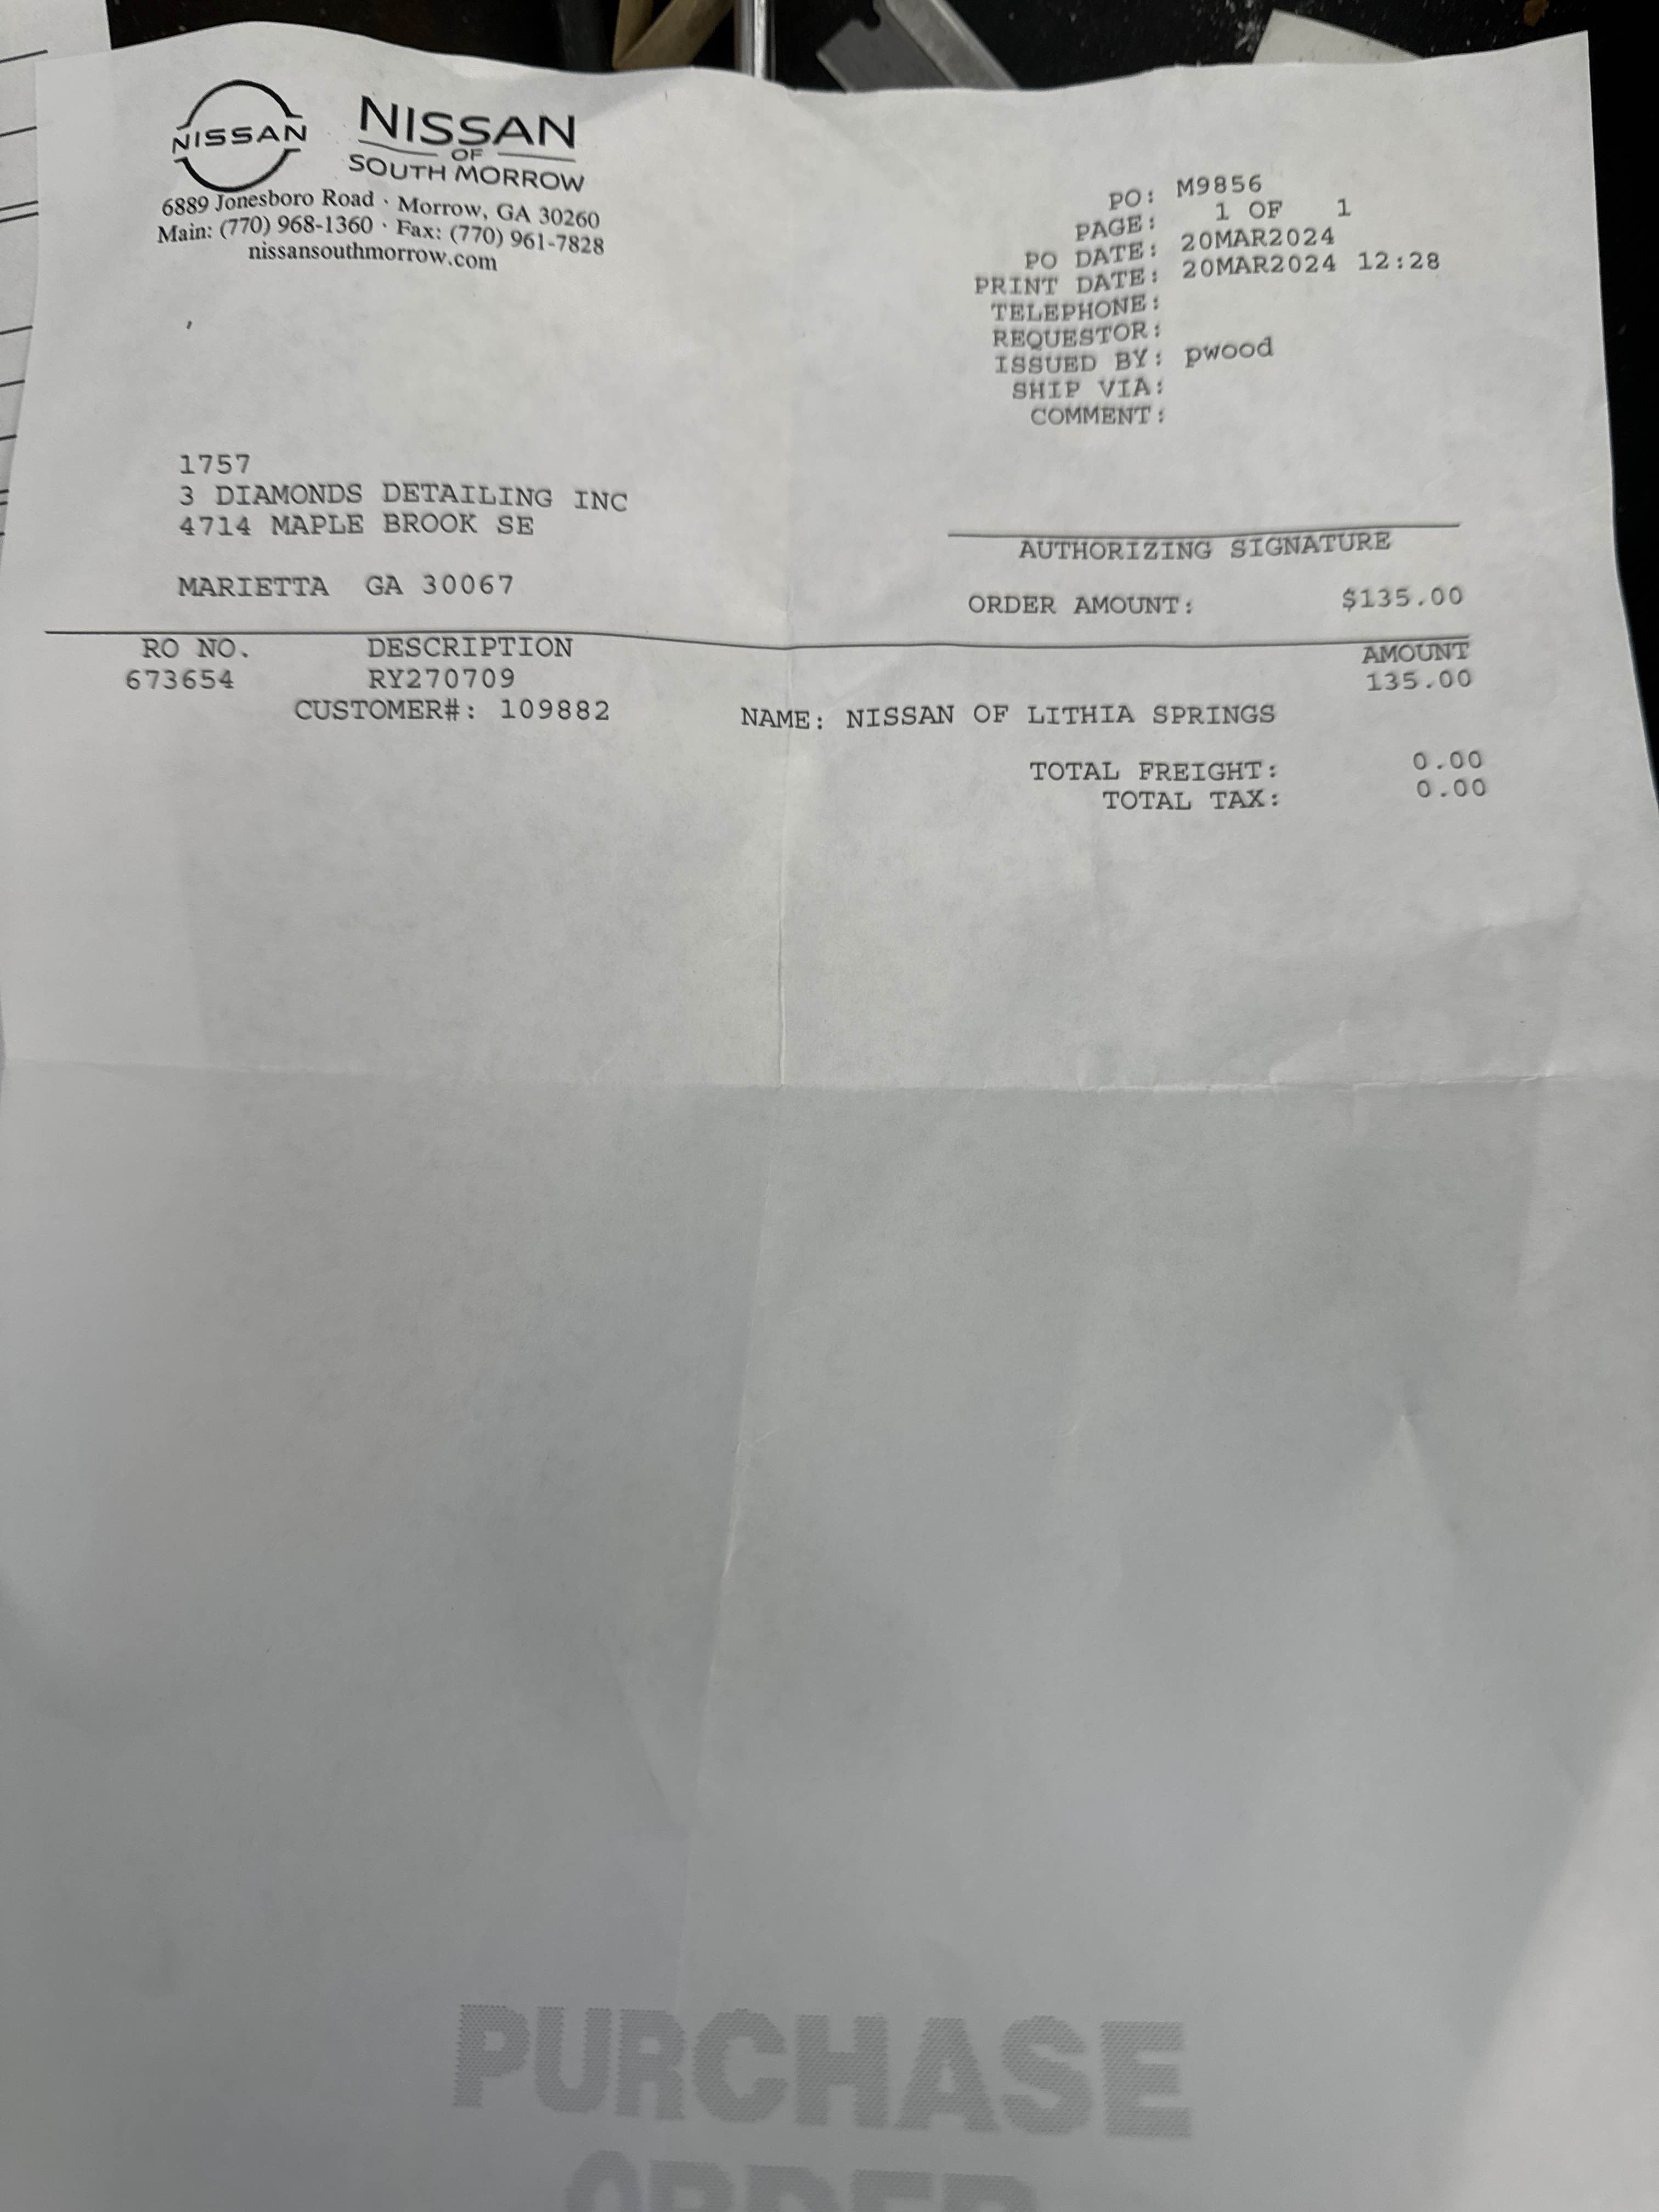 NISSAN
NISSAN
OF
SOUTH MORROW
6889 Jonesboro Road · Morrow, GA 30260
Main: (770) 968-1360 · Fax: (770) 961-7828
nissansouthmorrow.com
PO: M9856
PAGE: 1 OF 1
PO DATE: 20MAR2024
PRINT DATE: 20MAR2024 12:28
TELEPHONE:
REQUESTOR:
ISSUED BY: pwood
SHIP VIA:
COMMENT:
1757
3 DIAMONDS DETAILING INC
4714 MAPLE BROOK SE
MARIETTA GA 30067
AUTHORIZING SIGNATURE
ORDER AMOUNT: $135.00
RO NO. DESCRIPTION AMOUNT
673654 RY270709 135.00
CUSTOMER#: 109882 NAME: NISSAN OF LITHIA SPRINGS
TOTAL FREIGHT: 0.00
TOTAL TAX: 0.00
PURCHASE
ORDER